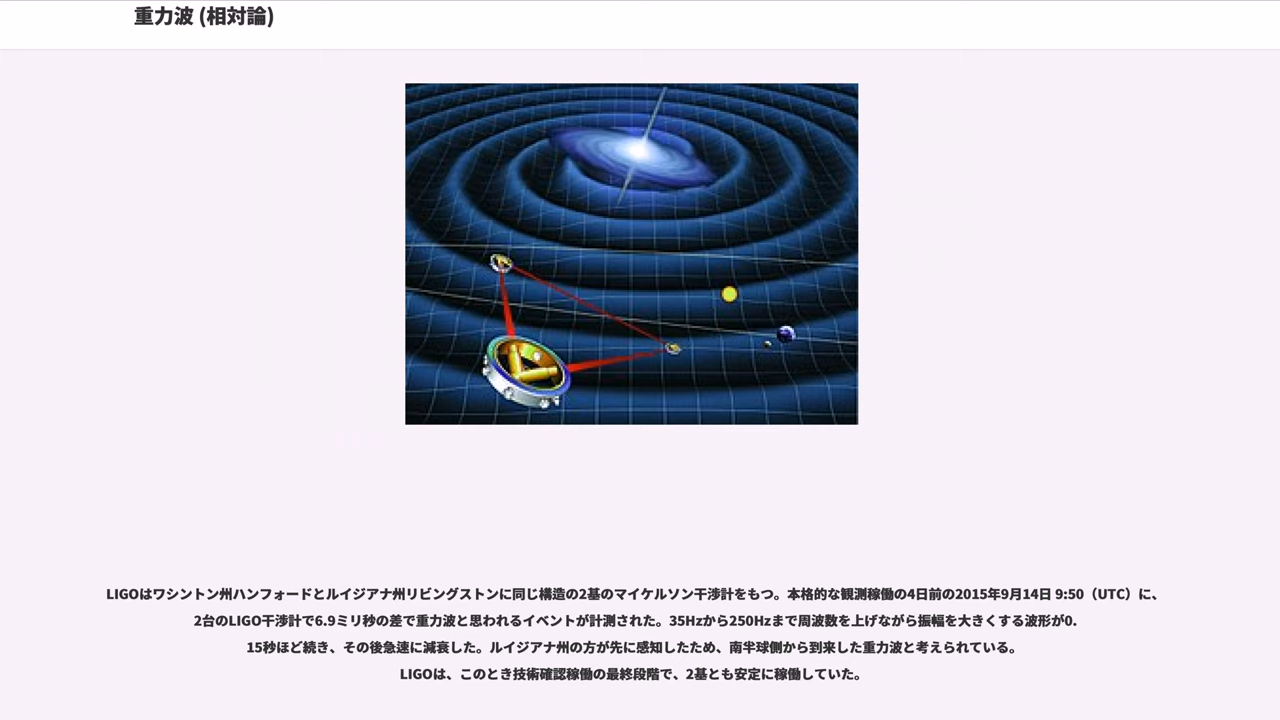 重力波 (相対論)
LIGOはワシントン州ハンフォードとルイジアナ州リビングストンに同じ構造の2基のマイケルソン干渉計をもつ。本格的な観測稼働の4日前の2015年9月14日 9:50（UTC）に、
2台のLIGO干渉計で6.9ミリ秒の差で重力波と思われるイベントが計測された。35Hzから250Hzまで周波数を上げながら振幅を大きくする波形が0.
15秒ほど続き、その後急速に減衰した。ルイジアナ州の方が先に感知したため、南半球側から到来した重力波と考えられている。
LIGOは、このとき技術確認稼働の最終段階で、2基とも安定に稼働していた。